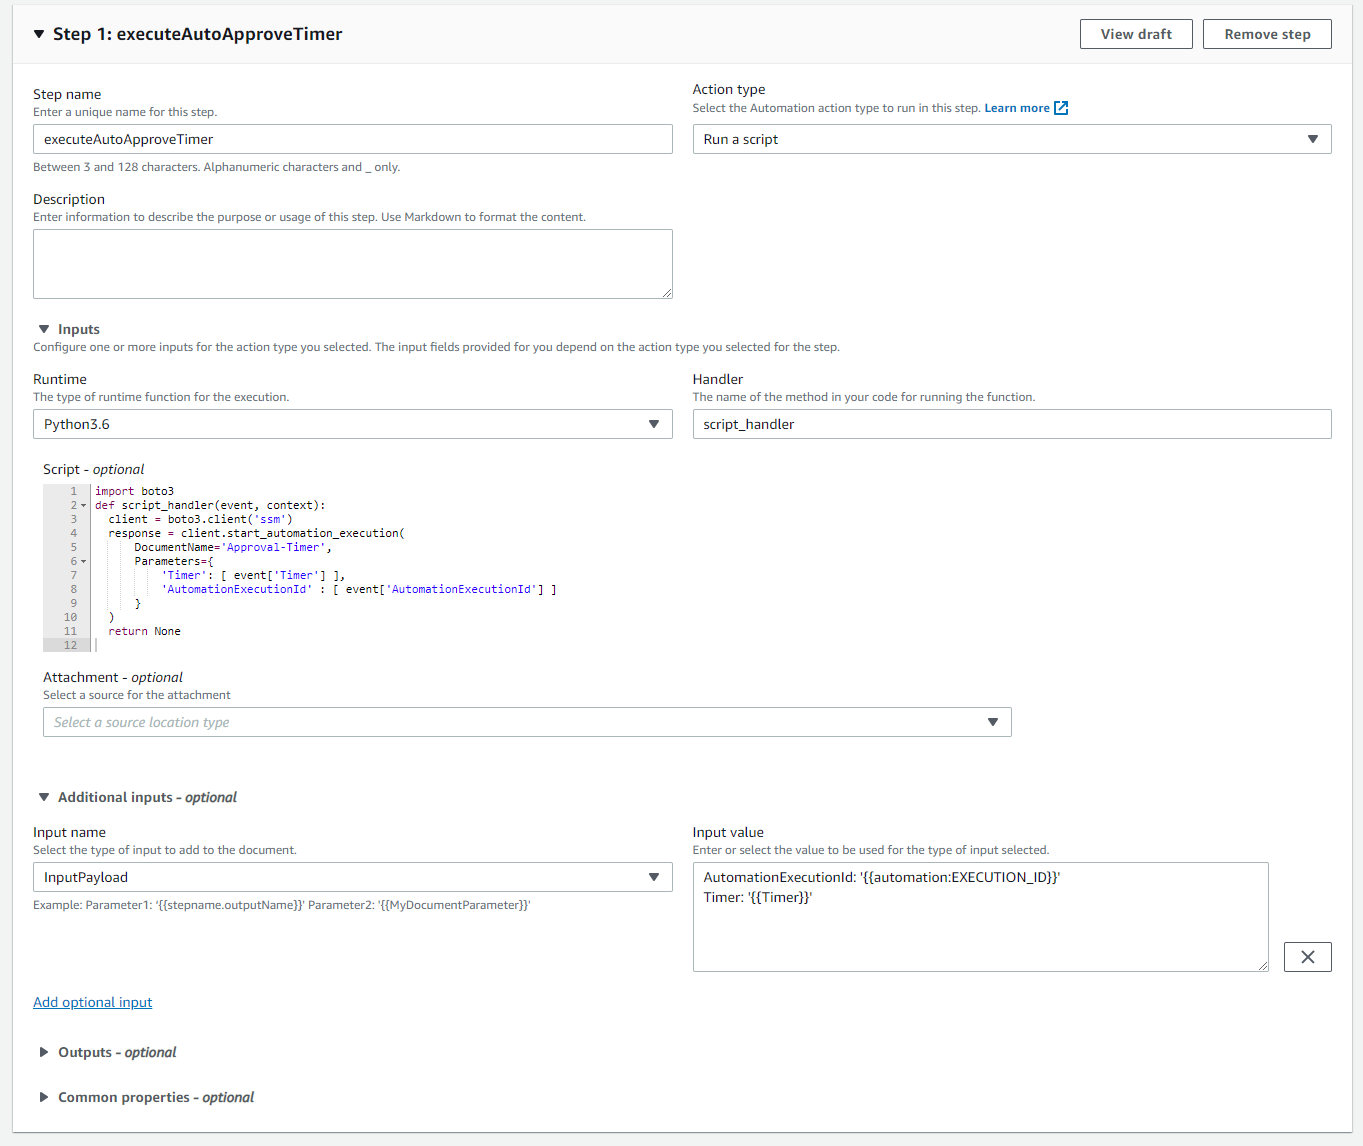 Step 1: executeAutoApproveTimer
View draft
Remove step
Step name
Enter a unique name for this step.
executeAutoApproveTimer
Between 3 and 128 characters. Alphanumeric characters and _ only.
Action type
Select the Automation action type to run in this step. Learn more
Run a script
Description
Enter information to describe the purpose or usage of this step. Use Markdown to format the content.
Inputs
Configure one or more inputs for the action type you selected. The input fields provided for you depend on the action type you selected for the step.
Runtime
The type of runtime function for the execution.
Python3.6
Handler
The name of the method in your code for running the function.
script_handler
Script - optional
1 import boto3
2 def script_handler(event, context):
3   client = boto3.client('ssm')
4   response = client.start_automation_execution(
5       DocumentName='Approval-Timer',
6       Parameters={
7           'Timer': [ event['Timer'] ],
8           'AutomationExecutionId' : [ event['AutomationExecutionId'] ]
9       }
10   )
11   return None
12
Attachment - optional
Select a source for the attachment
Select a source location type
Additional inputs - optional
Input name
Select the type of input to add to the document.
InputPayload
Example: Parameter1: '{{stepname.outputName}}' Parameter2: '{{MyDocumentParameter}}'
Input value
Enter or select the value to be used for the type of input selected.
AutomationExecutionId: '{{automation:EXECUTION_ID}}'
Timer: '{{Timer}}'
Add optional input
Outputs - optional
Common properties - optional